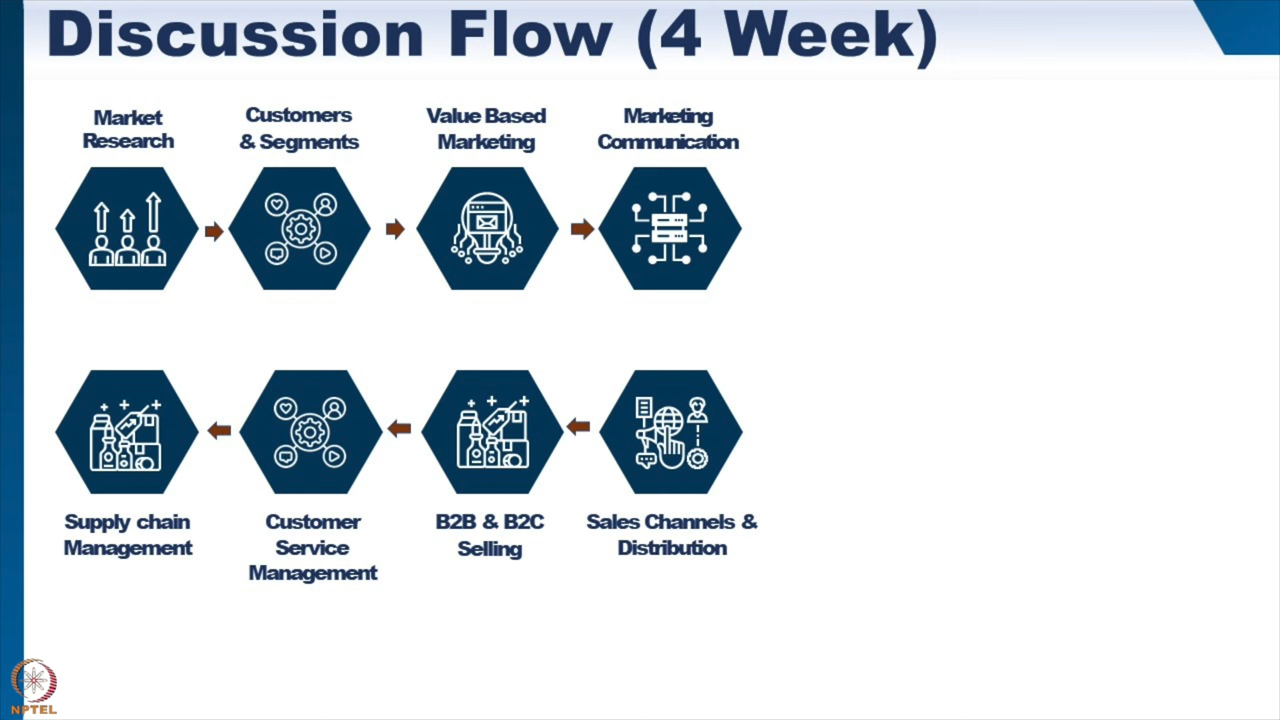 Discussion Flow (4 Week)
Market
Research
Customers
& Segments
Value Based
Marketing
Marketing
Communication
Supply chain
Management
Customer
Service
Management
B2B & B2C
Selling
Sales Channels &
Distribution
NPTEL